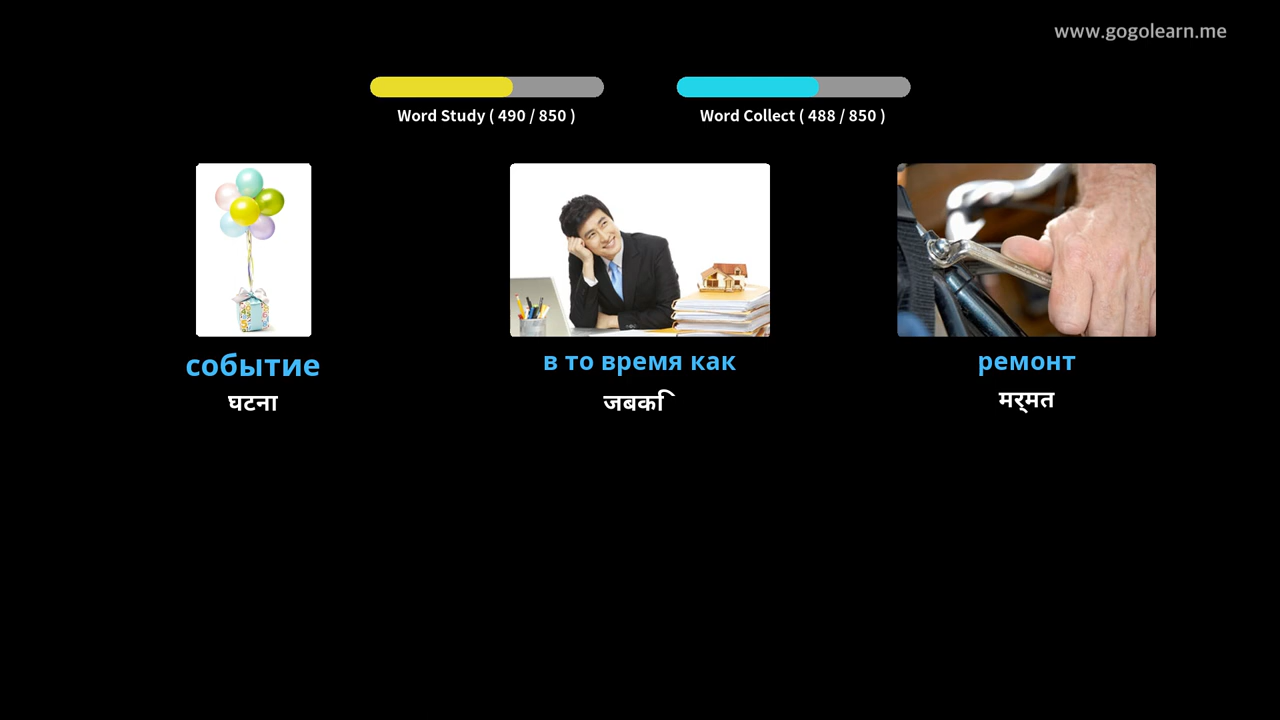 www.gogolearn.me
Word Study ( 490 / 850 )
Word Collect ( 488 / 850 )
событие
в то время как
ремонт
घटना
जबकि
मर्मत